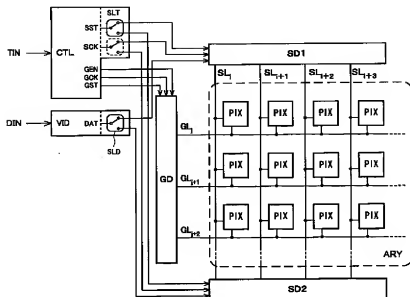 SLT
TIN
CTL
SST
SCK
GEN
GCK
GST
SD1
SLi SLi+1 SLi+2 SLi+3
DIN
VID
DAT
SLD
GD
GLi
PIX PIX PIX PIX
GLi+1
PIX PIX PIX PIX
GLi+2
PIX PIX PIX PIX
ARY
SD2